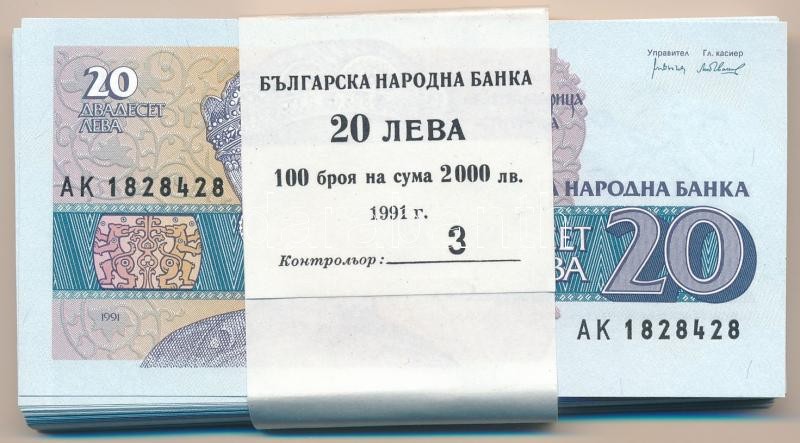 20
ДВАДЕСЕТ
ЛЕВА
АК 1828428
1991
БЪЛГАРСКА НАРОДНА БАНКА
20 ЛЕВА
100 броя на сума 2000 лв.
1991 г.
Контрольор: 3
Управител Гл. касиер
А НАРОДНА БАНКА
20
АК 1828428